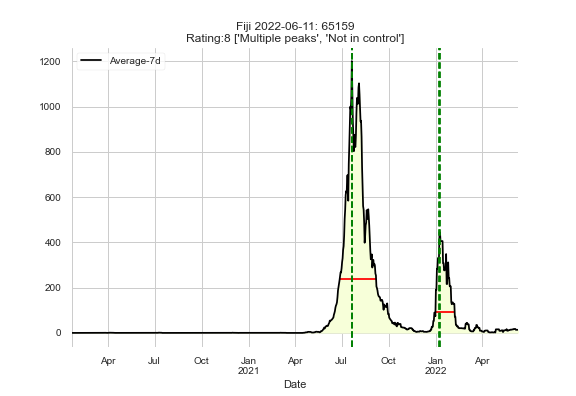 Fiji 2022-06-11: 65159
Rating:8 ['Multiple peaks', 'Not in control']
Average-7d
1200
1000
800
600
400
200
0
Apr
Jul
Oct
Jan
2021
Apr
Jul
Oct
Jan
2022
Apr
Date